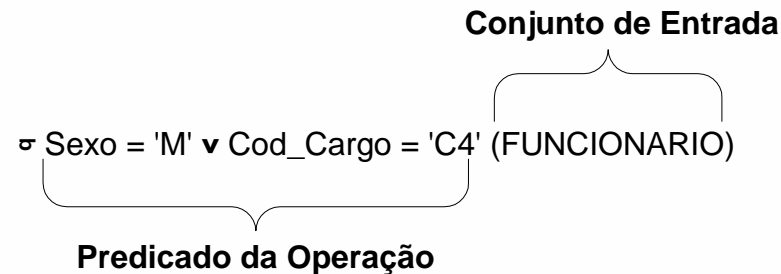 Conjunto de Entrada
σ Sexo = 'M' v Cod_Cargo = 'C4' (FUNCIONARIO)
Predicado da Operação